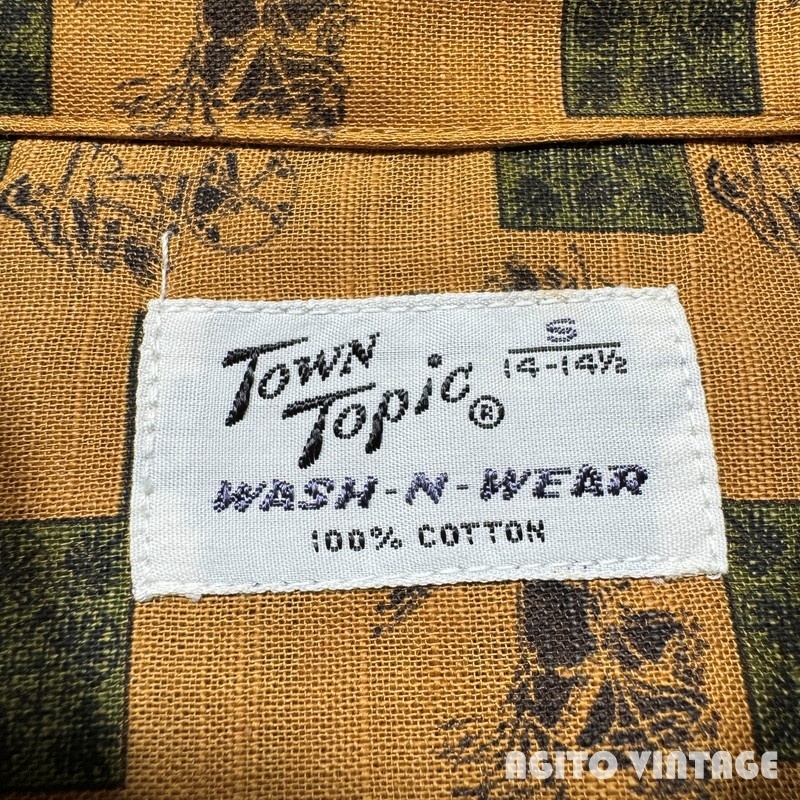 Town
Topic®
S
14-14½
WASH-N-WEAR
100% COTTON
AGITO VINTAGE